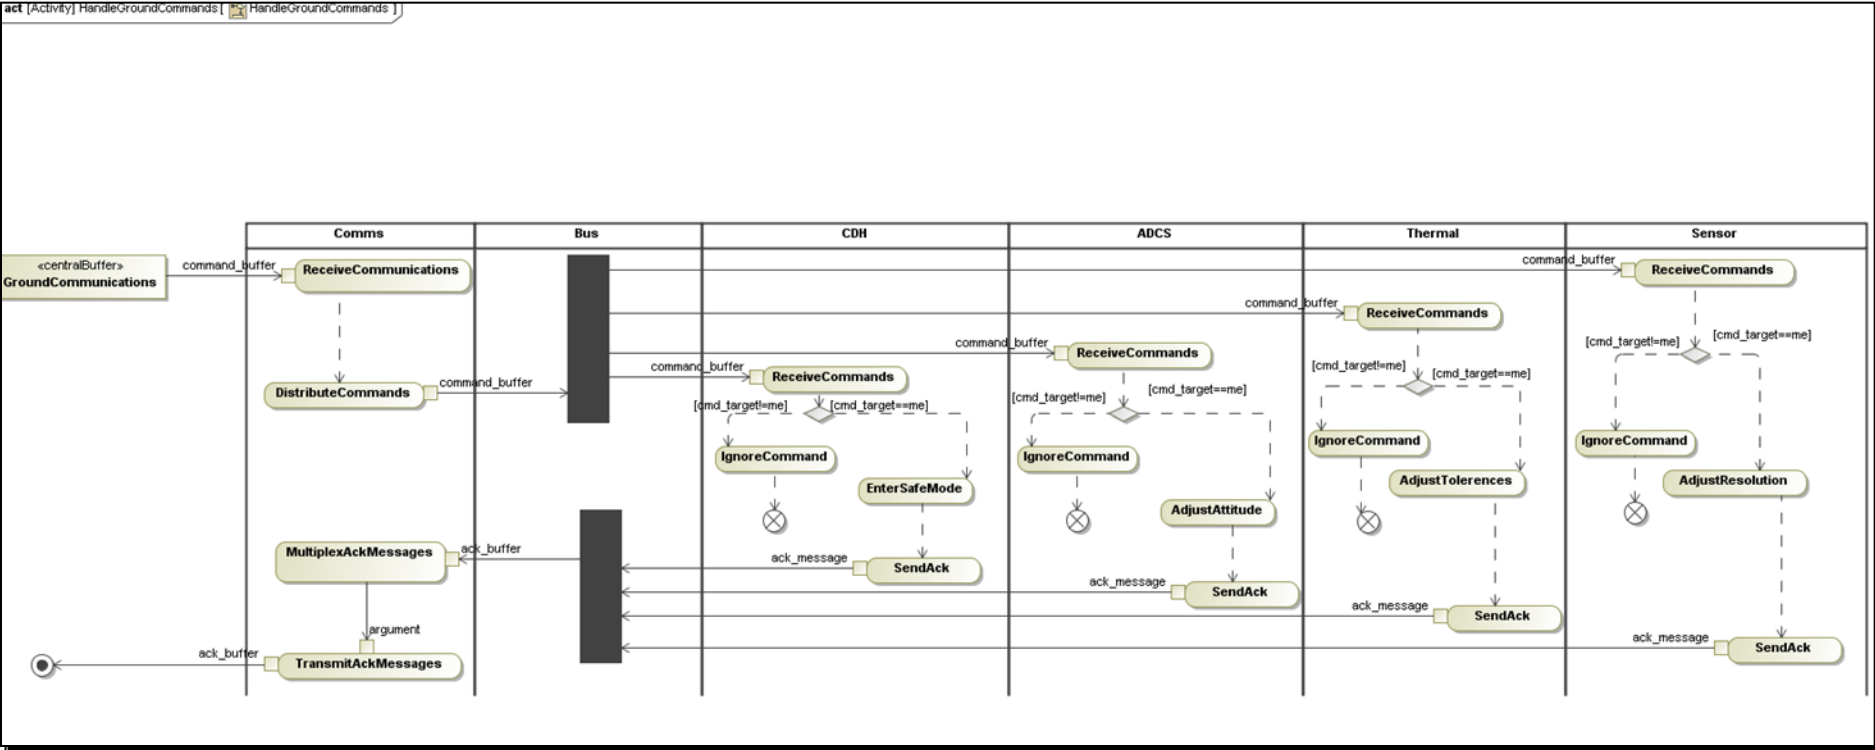 act [Activity] HandleGroundCommands [ HandleGroundCommands ]
Comms
Bus
CDH
ADCS
Thermal
Sensor
«centralBuffer»
GroundCommunications
command_buffer
ReceiveCommunications
command_buffer
ReceiveCommands
command_buffer
ReceiveCommands
command_buffer
ReceiveCommands
command_buffer
ReceiveCommands
DistributeCommands
command_buffer
[cmd_target!=me]
[cmd_target==me]
[cmd_target!=me]
[cmd_target==me]
[cmd_target!=me]
[cmd_target==me]
[cmd_target!=me]
[cmd_target==me]
IgnoreCommand
EnterSafeMode
IgnoreCommand
AdjustAttitude
IgnoreCommand
AdjustTolerences
IgnoreCommand
AdjustResolution
MultiplexAckMessages
ack_buffer
ack_message
SendAck
ack_message
SendAck
ack_message
SendAck
ack_message
SendAck
argument
ack_buffer
TransmitAckMessages